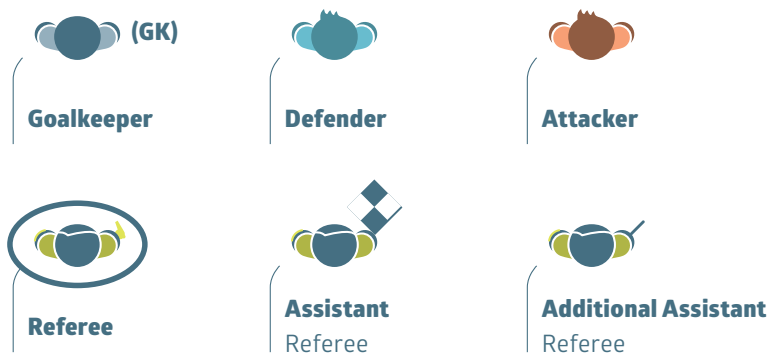 (GK)
Goalkeeper
Defender
Attacker
Referee
Assistant
Referee
Additional Assistant
Referee